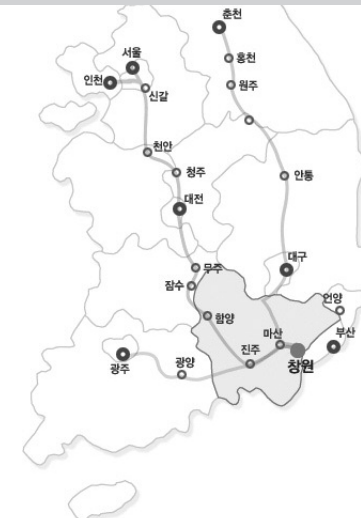 춘천
서울
홍천
인천
원주
신갈
천안
청주
안통
대전
무주
대구
잠수
언양
함양
마산
부산
진주
창원
광양
광주